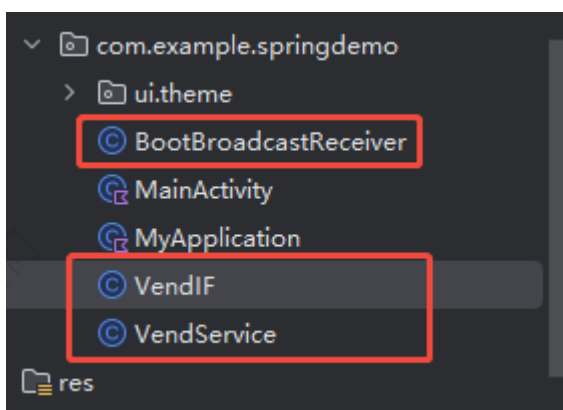 com.example.springdemo
ui.theme
BootBroadcastReceiver
MainActivity
MyApplication
VendIF
VendService
res